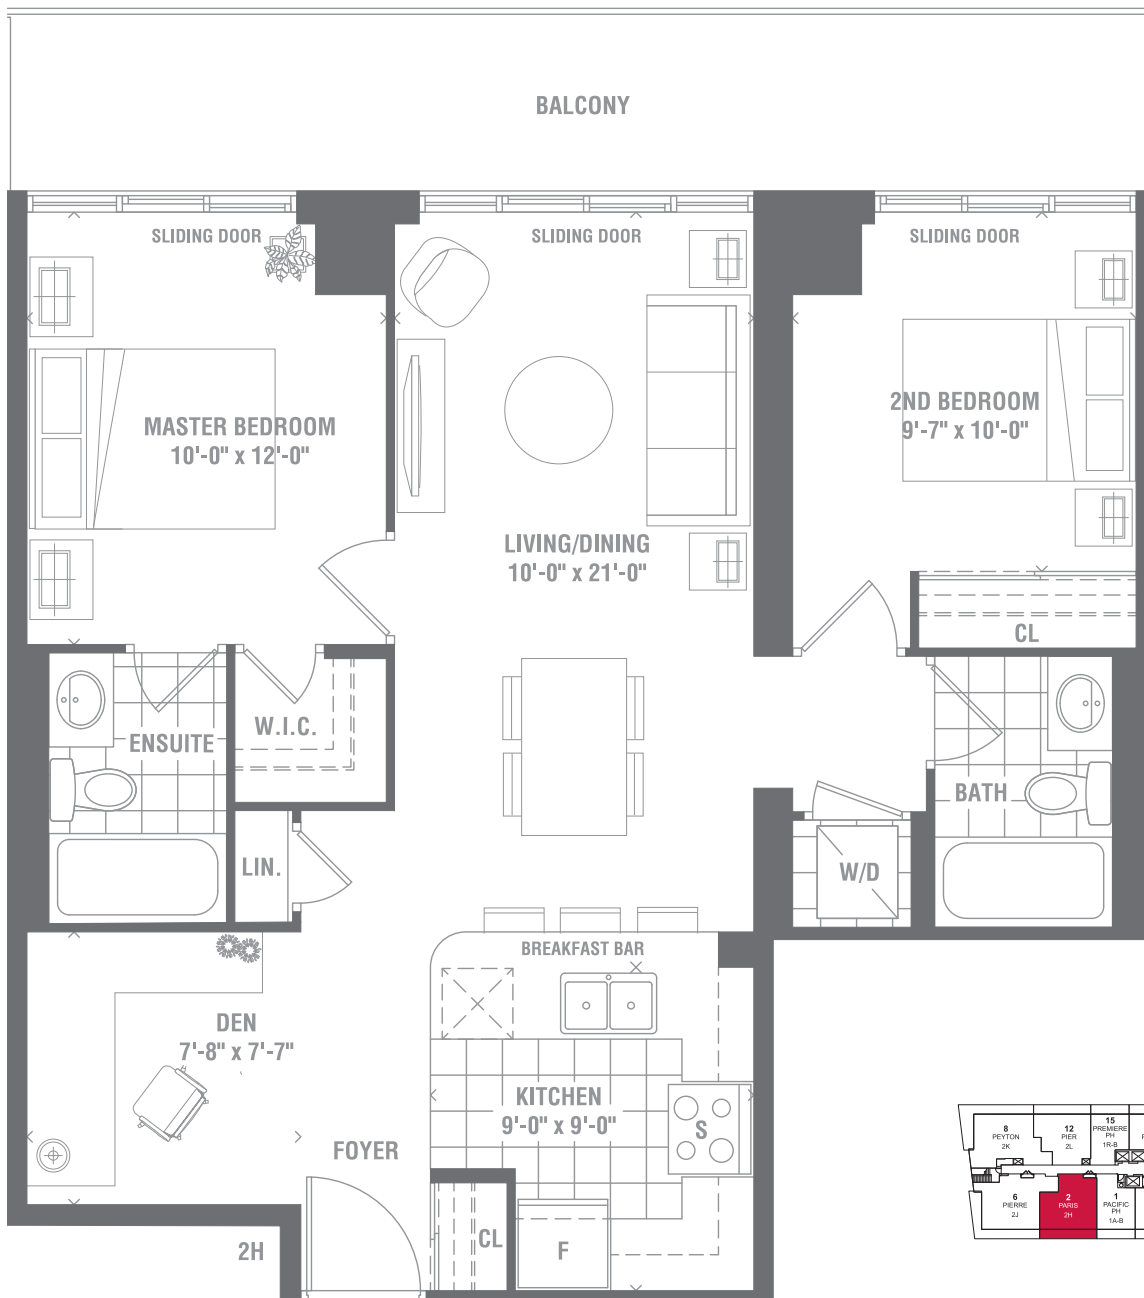 BALCONY
SLIDING DOOR
SLIDING DOOR
SLIDING DOOR
MASTER BEDROOM
10'-0" x 12'-0"
2ND BEDROOM
9'-7" x 10'-0"
LIVING/DINING
10'-0" x 21'-0"
CL
W.I.C.
ENSUITE
BATH
LIN.
W/D
BREAKFAST BAR
DEN
7'-8" x 7'-7"
KITCHEN
9'-0" x 9'-0"
S
FOYER
CL
F
2H
8
PEYTON
2K
12
PIER
2L
15
PREMIERE
PH
1R-B
6
PIERRE
2J
2
PARIS
2H
1
PACIFIC
PH
1A-B